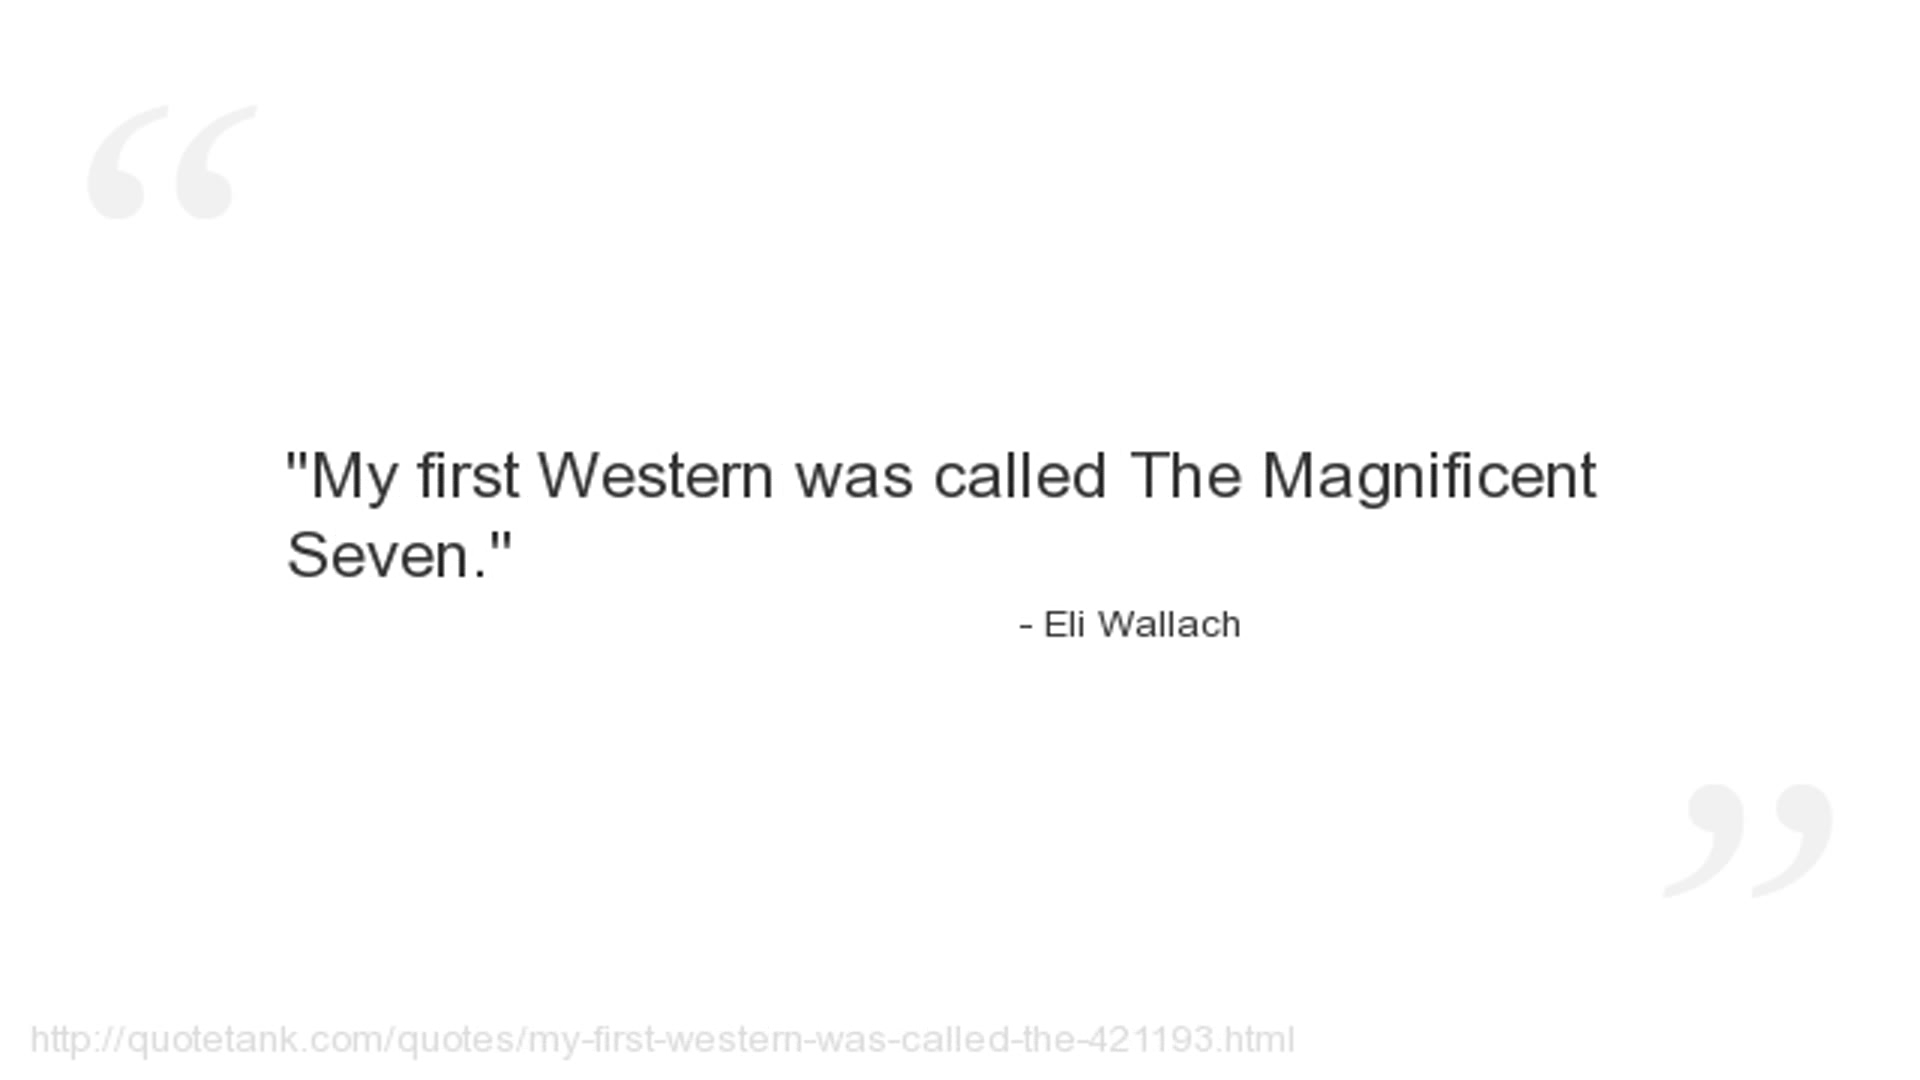 "My first Western was called The Magnificent
Seven."
- Eli Wallach
http://quotetank.com/quotes/my-first-western-was-called-the-421193.html